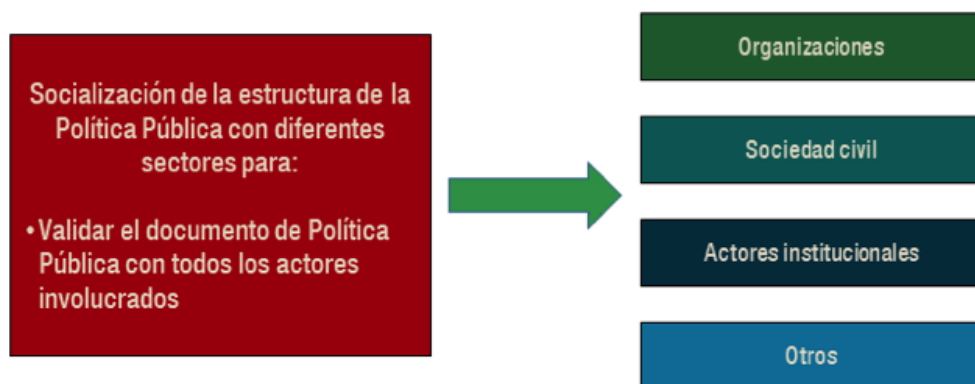 Socialización de la estructura de la
Política Pública con diferentes
sectores para:
• Validar el documento de Política
Pública con todos los actores
involucrados
Organizaciones
Sociedad civil
Actores institucionales
Otros